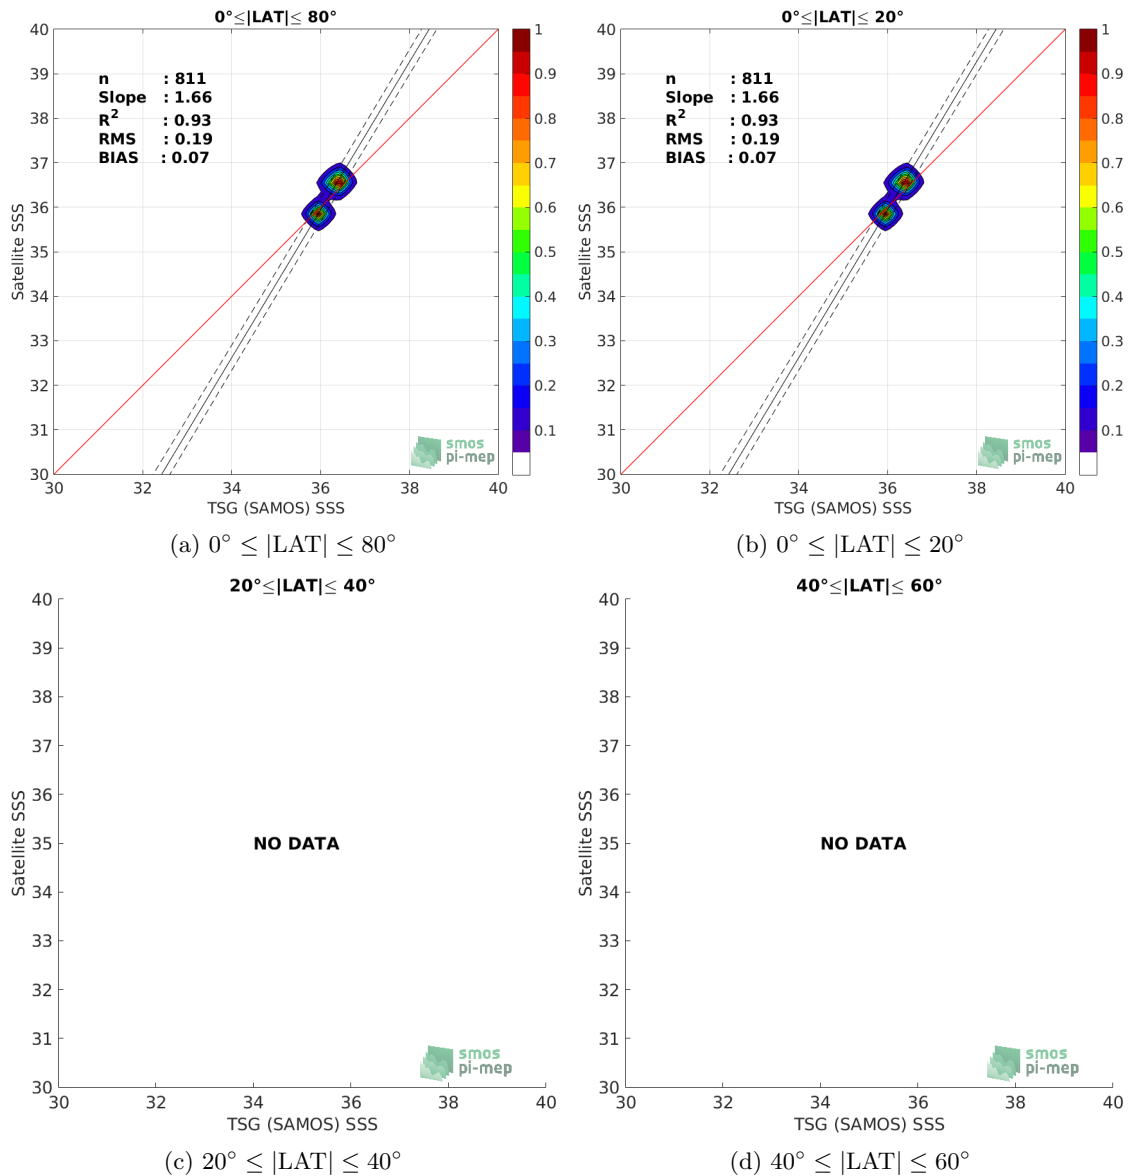 0°≤|LAT|≤ 80°
40
39
38
37
36
35
34
33
32
31
30
Satellite SSS
n : 811
Slope : 1.66
R2 : 0.93
RMS : 0.19
BIAS : 0.07
smos
pi-mep
30 32 34 36 38 40
TSG (SAMOS) SSS
1
0.9
0.8
0.7
0.6
0.5
0.4
0.3
0.2
0.1
(a) 0° ≤ |LAT| ≤ 80°
0°≤|LAT|≤ 20°
40
39
38
37
36
35
34
33
32
31
30
Satellite SSS
n : 811
Slope : 1.66
R2 : 0.93
RMS : 0.19
BIAS : 0.07
smos
pi-mep
30 32 34 36 38 40
TSG (SAMOS) SSS
1
0.9
0.8
0.7
0.6
0.5
0.4
0.3
0.2
0.1
(b) 0° ≤ |LAT| ≤ 20°
20°≤|LAT|≤ 40°
40
39
38
37
36
35
34
33
32
31
30
Satellite SSS
NO DATA
smos
pi-mep
30 32 34 36 38 40
TSG (SAMOS) SSS
(c) 20° ≤ |LAT| ≤ 40°
40°≤|LAT|≤ 60°
40
39
38
37
36
35
34
33
32
31
30
Satellite SSS
NO DATA
smos
pi-mep
30 32 34 36 38 40
TSG (SAMOS) SSS
(d) 40° ≤ |LAT| ≤ 60°